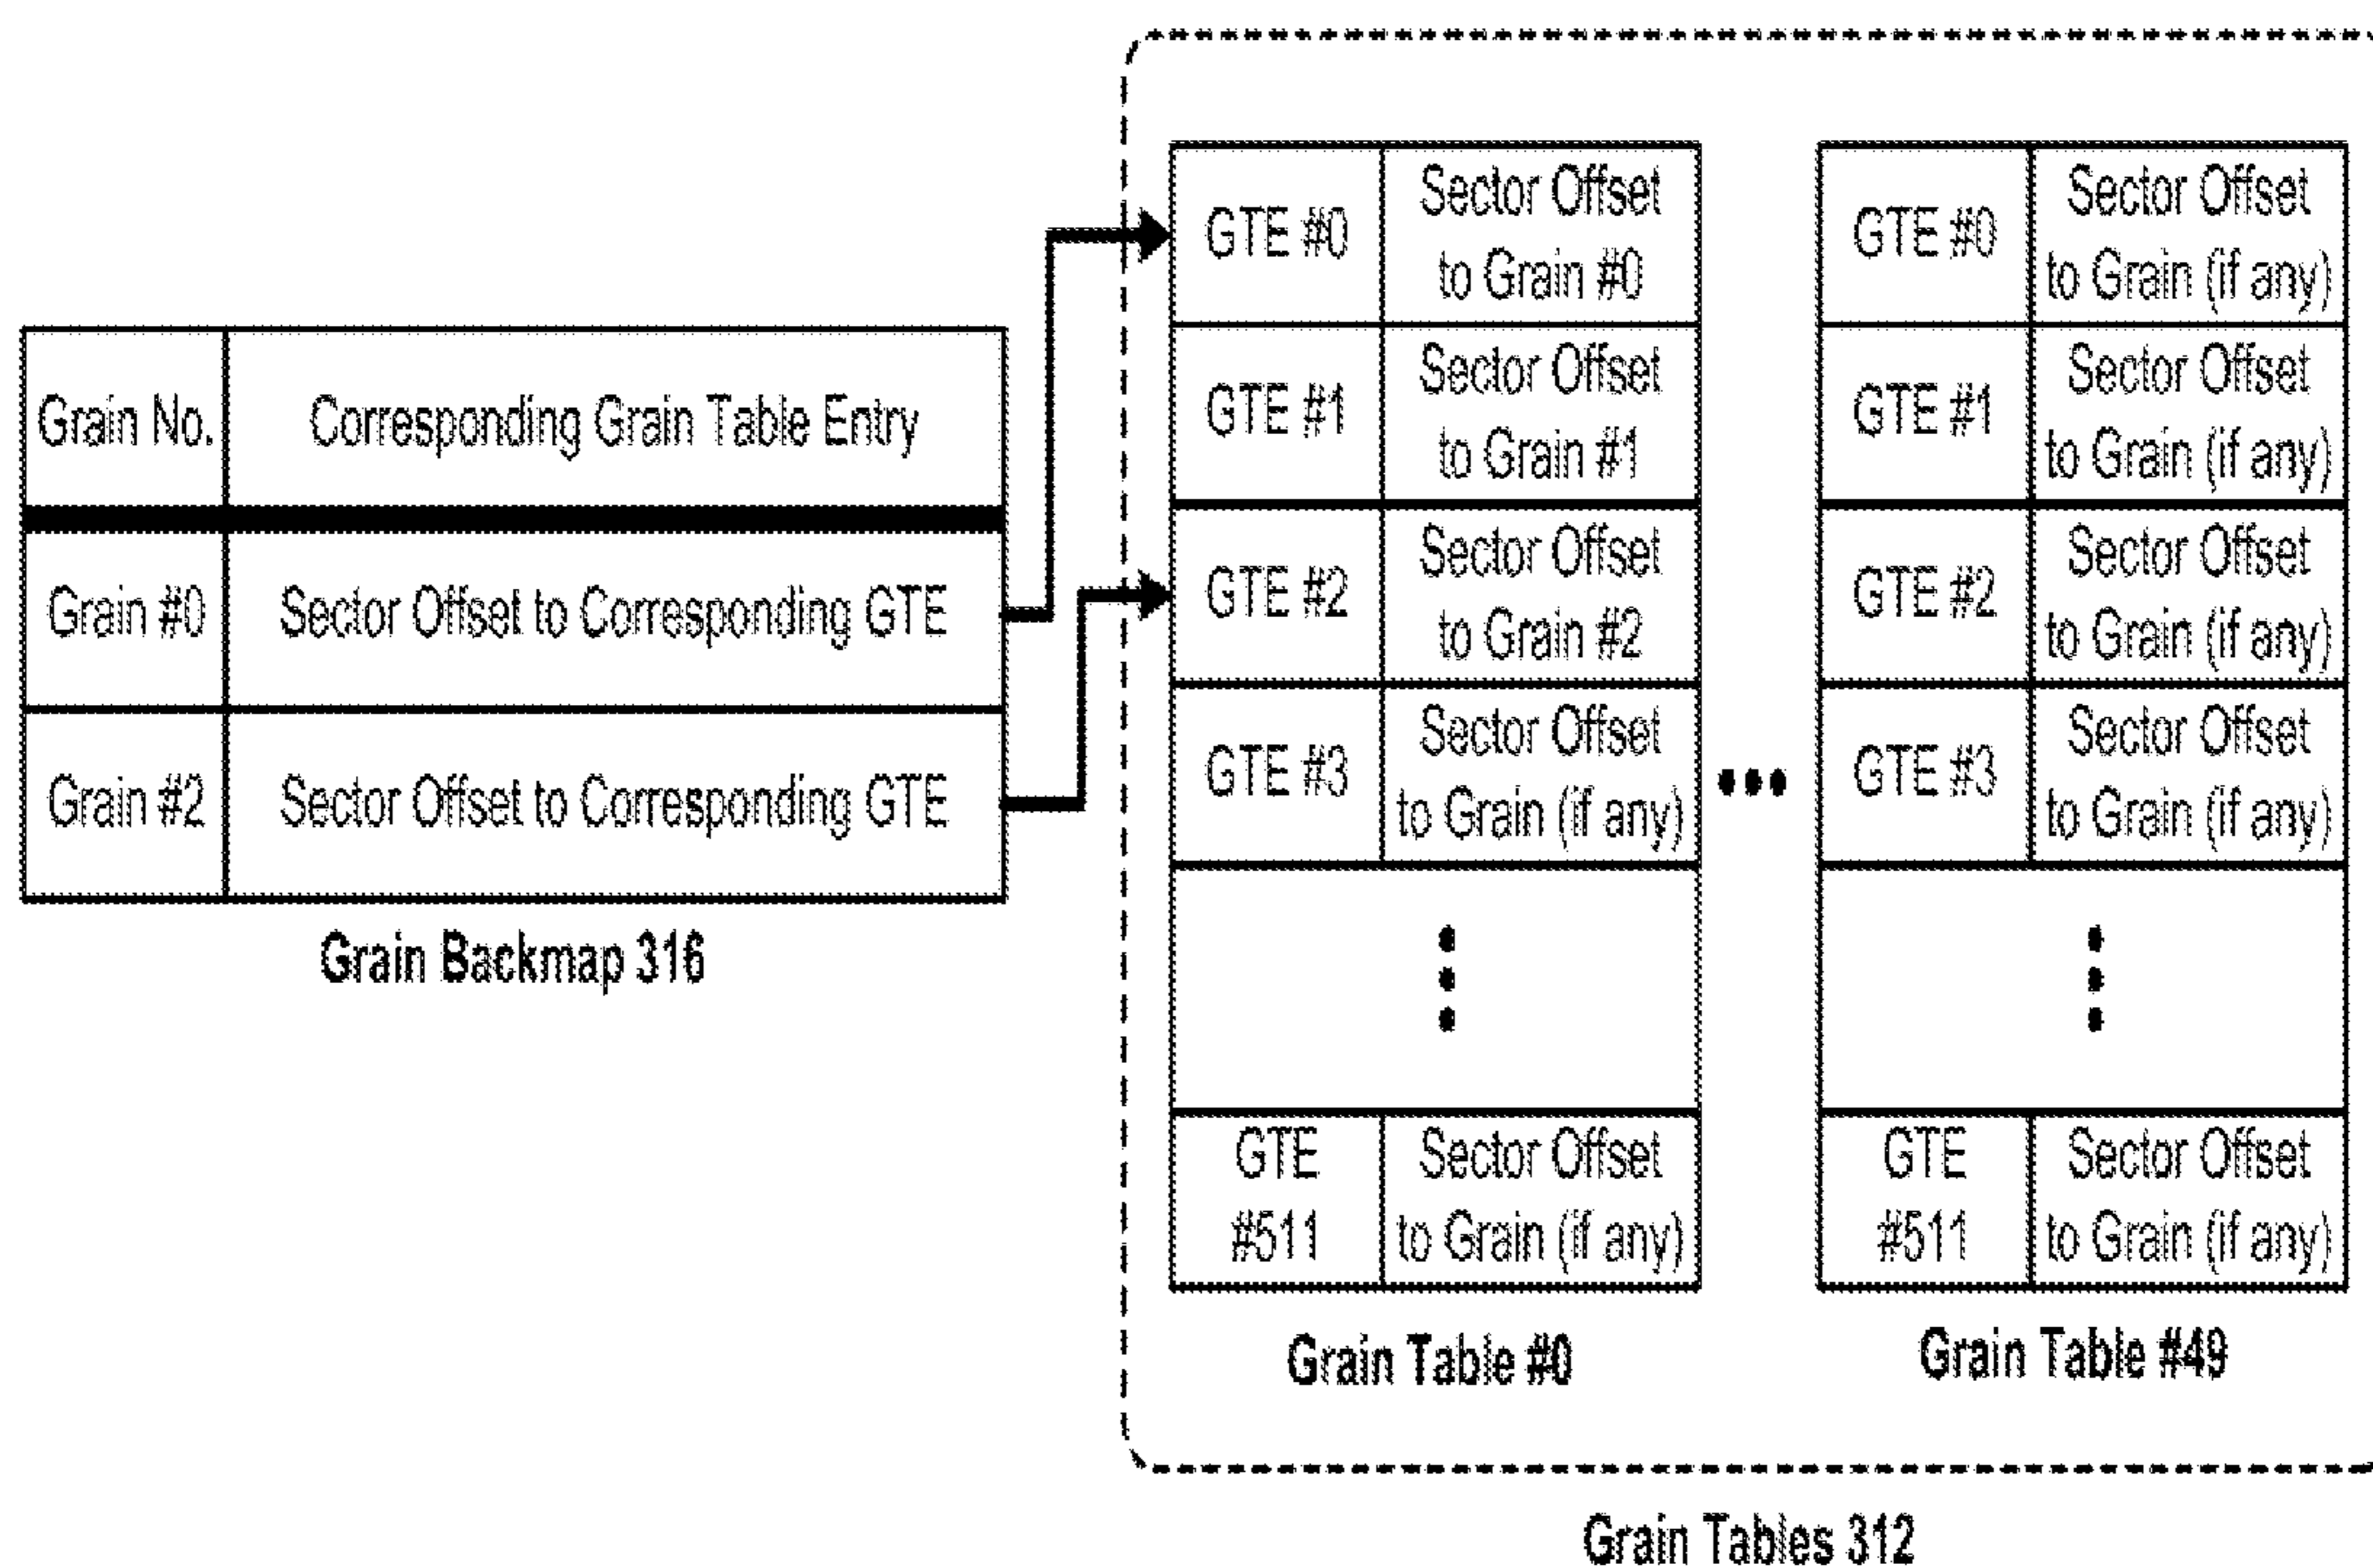 Grain No.
Corresponding Grain Table Entry
Grain #0
Sector Offset to Corresponding GTE
Grain #2
Sector Offset to Corresponding GTE
Grain Backmap 316
GTE #0
Sector Offset
to Grain #0
GTE #1
Sector Offset
to Grain #1
GTE #2
Sector Offset
to Grain #2
GTE #3
Sector Offset
to Grain (if any)
GTE
#511
Sector Offset
to Grain (if any)
Grain Table #0
GTE #0
Sector Offset
to Grain (if any)
GTE #1
Sector Offset
to Grain (if any)
GTE #2
Sector Offset
to Grain (if any)
GTE #3
Sector Offset
to Grain (if any)
GTE
#511
Sector Offset
to Grain (if any)
Grain Table #49
Grain Tables 312